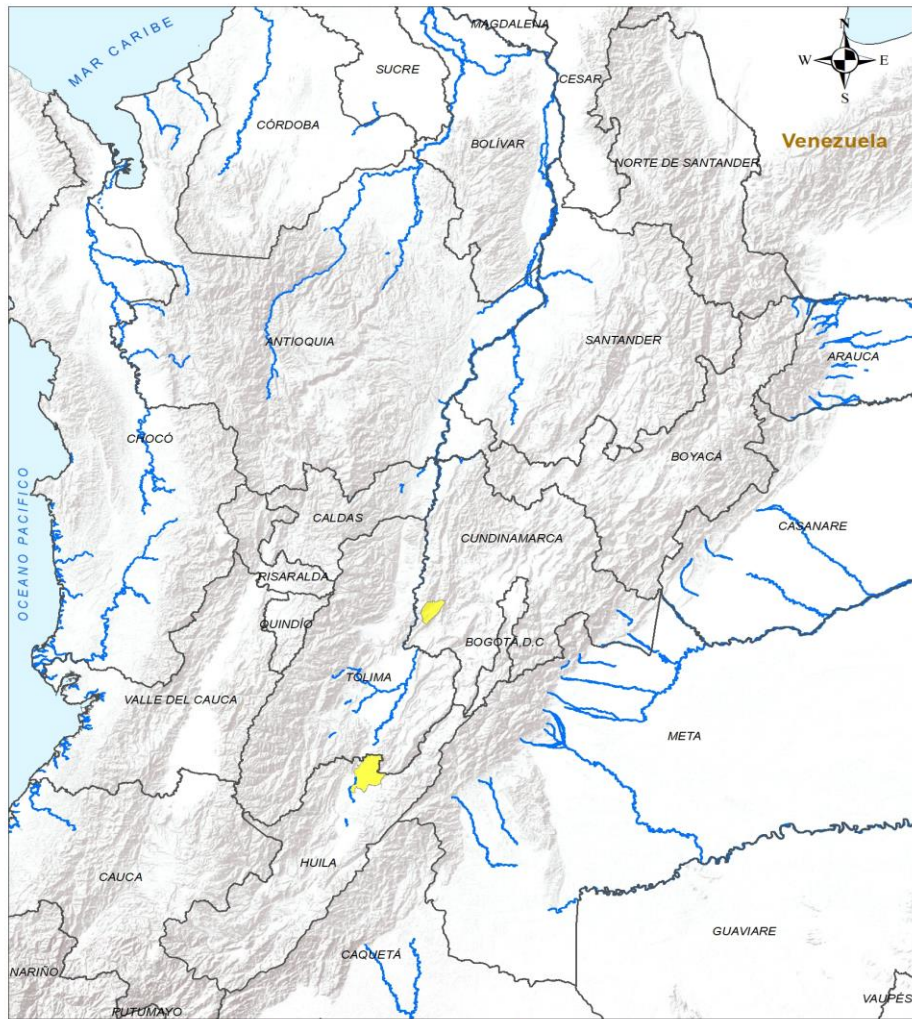 MAGDALENA
MAR CARIBE
N
W
E
S
SUCRE
CESAR
CÓRDOBA
BOLÍVAR
Venezuela
NORTE DE SANTANDER
ANTIOQUIA
SANTANDER
ARAUCA
CHOCÓ
BOYACÁ
OCEANO PACIFICO
CALDAS
CUNDINAMARCA
CASANARE
RISARALDA
QUINDÍO
BOGOTÁ D.C
TOLIMA
VALLE DEL CAUCA
META
HUILA
CAUCA
GUAVIARE
CAQUETÁ
NARIÑO
PUTUMAYO
VAUPÉS